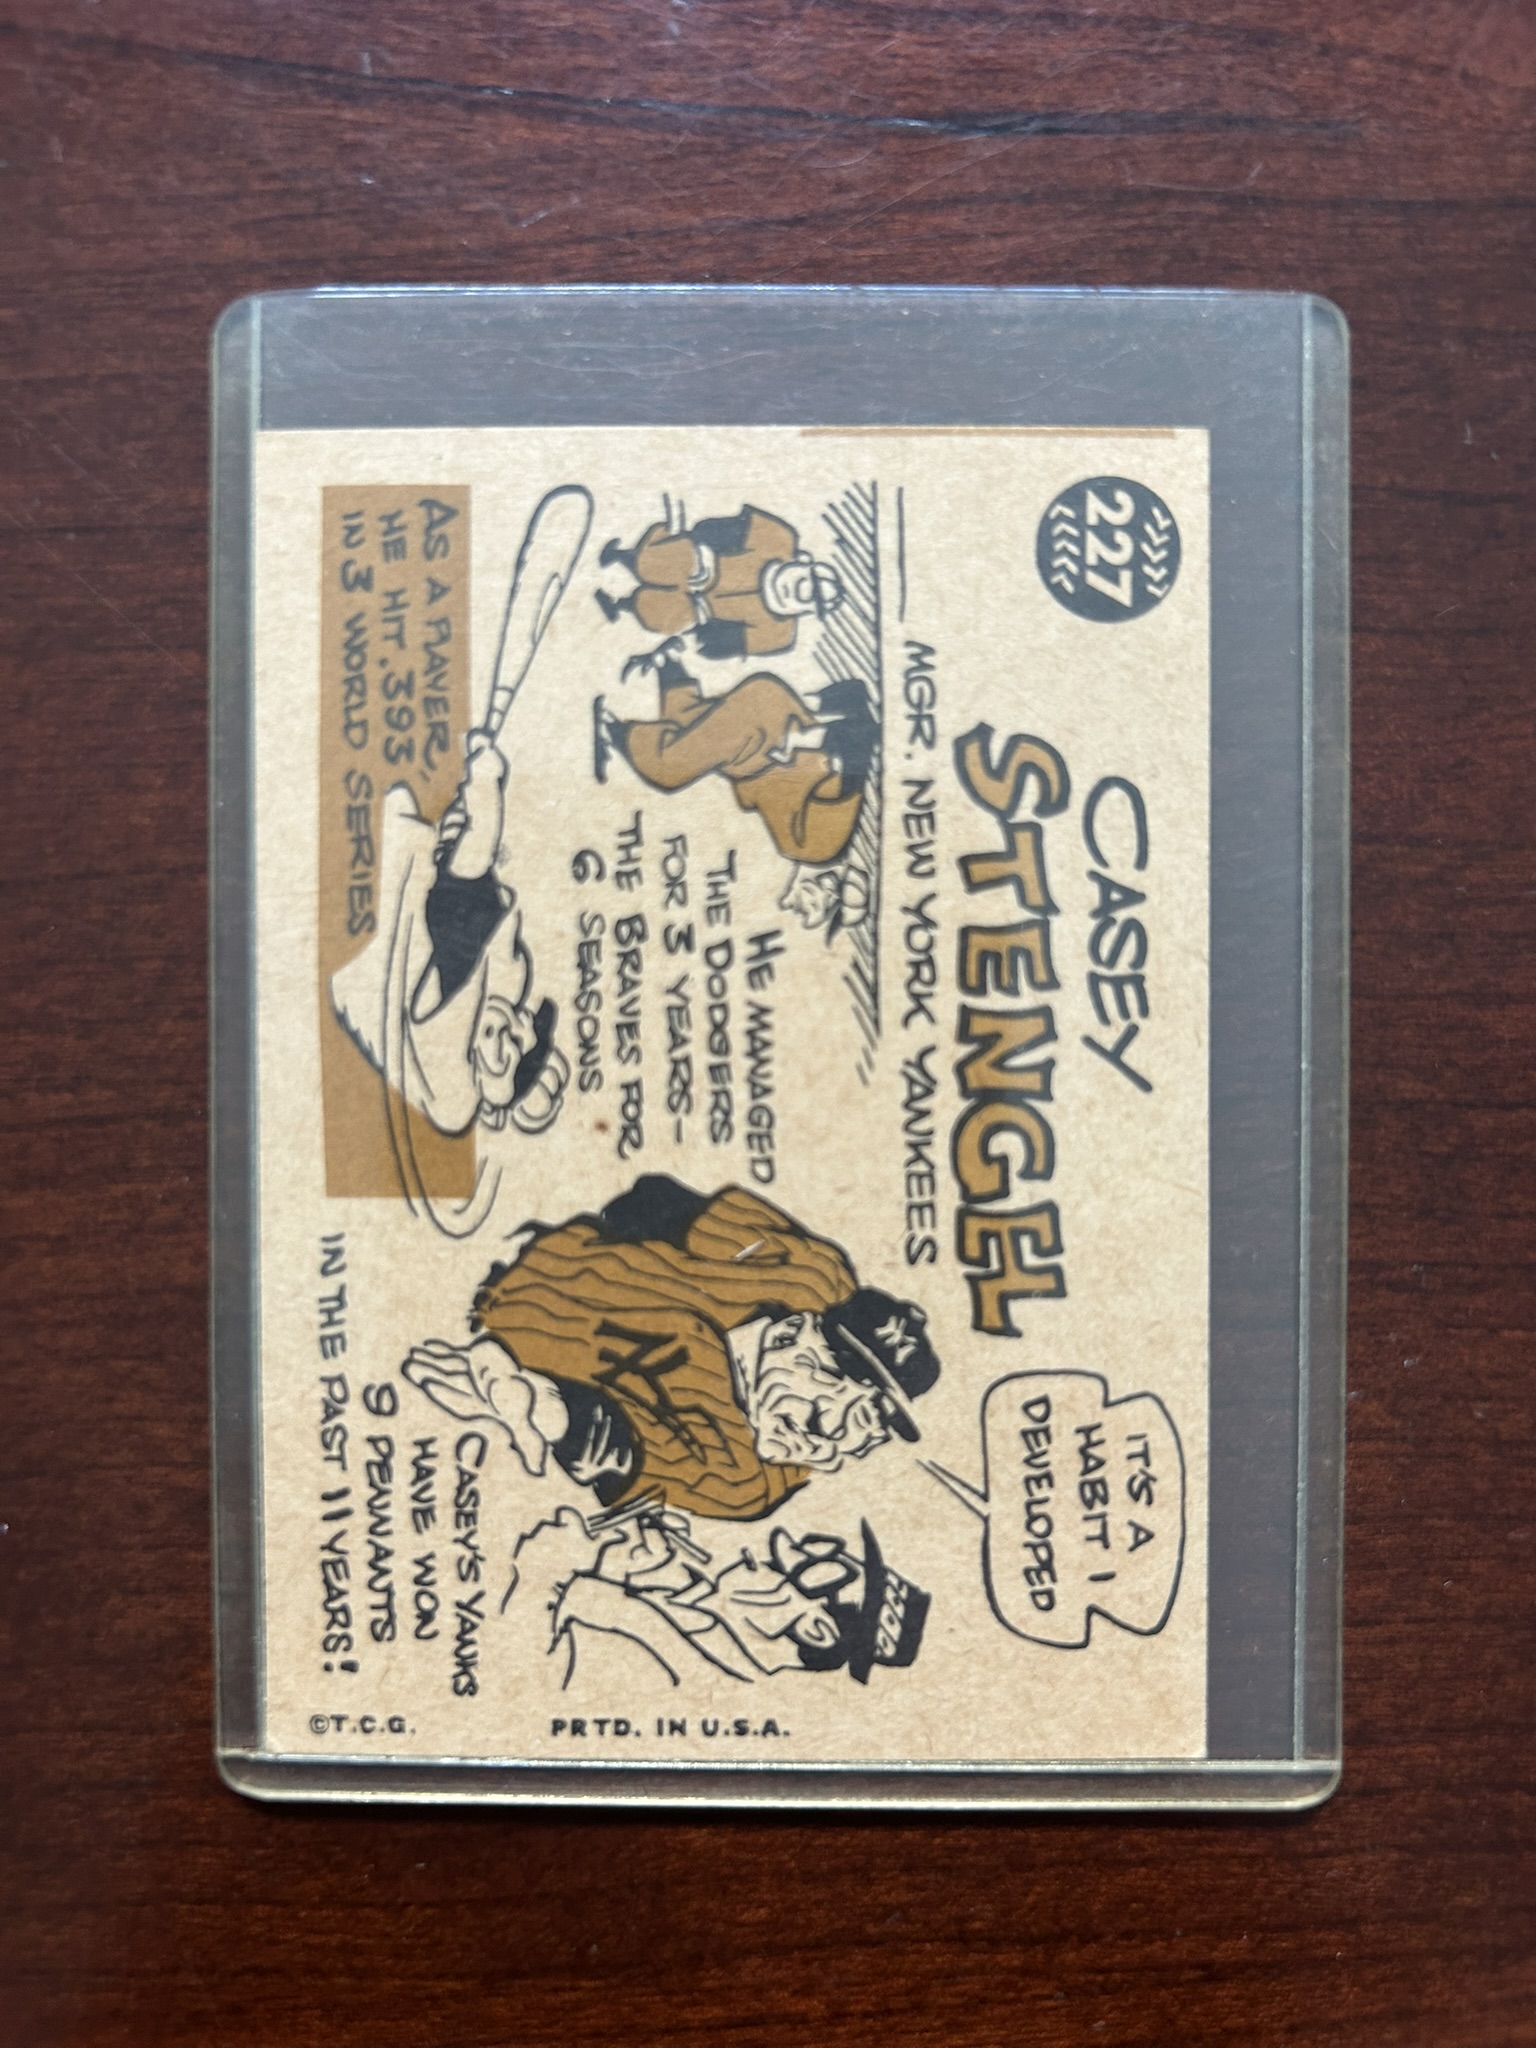 227
CASEY
STENGEL
MGR. NEW YORK YANKEES
IT'S A
HABIT I
DEVELOPED
HE MANAGED
THE DODGERS
FOR 3 YEARS-
THE BRAVES FOR
6 SEASONS
NY
NY
AS A PLAYER,
HE HIT .393
IN 3 WORLD SERIES
CASEY'S YANKS
HAVE WON
9 PENNANTS
IN THE PAST 11 YEARS!
©T.C.G.
PRTD. IN U.S.A.